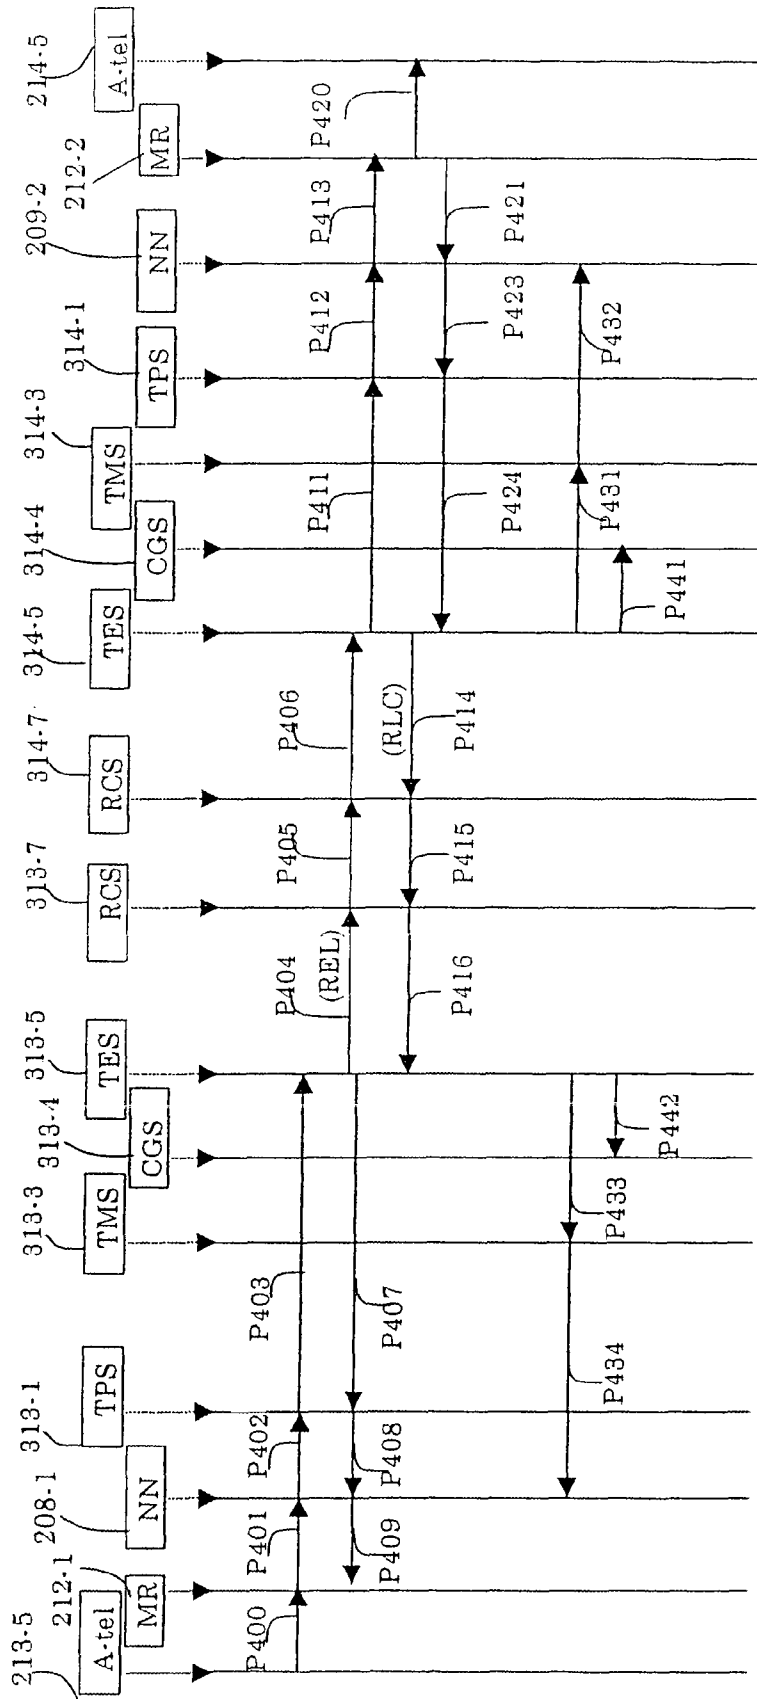 213-5
A-tel
212-1
MR
208-1
NN
313-1
TPS
313-3
TMS
313-4
CGS
313-5
TES
313-7
RCS
314-7
RCS
314-5
TES
314-4
CGS
314-3
TMS
314-1
TPS
209-2
NN
212-2
MR
214-5
A-tel
P400
P401
P402
P403
P404
(REL)
P405
P406
P407
P408
P409
P411
P412
P413
P420
(RLC)
P414
P415
P416
P421
P423
P424
P431
P432
P433
P434
P441
P442